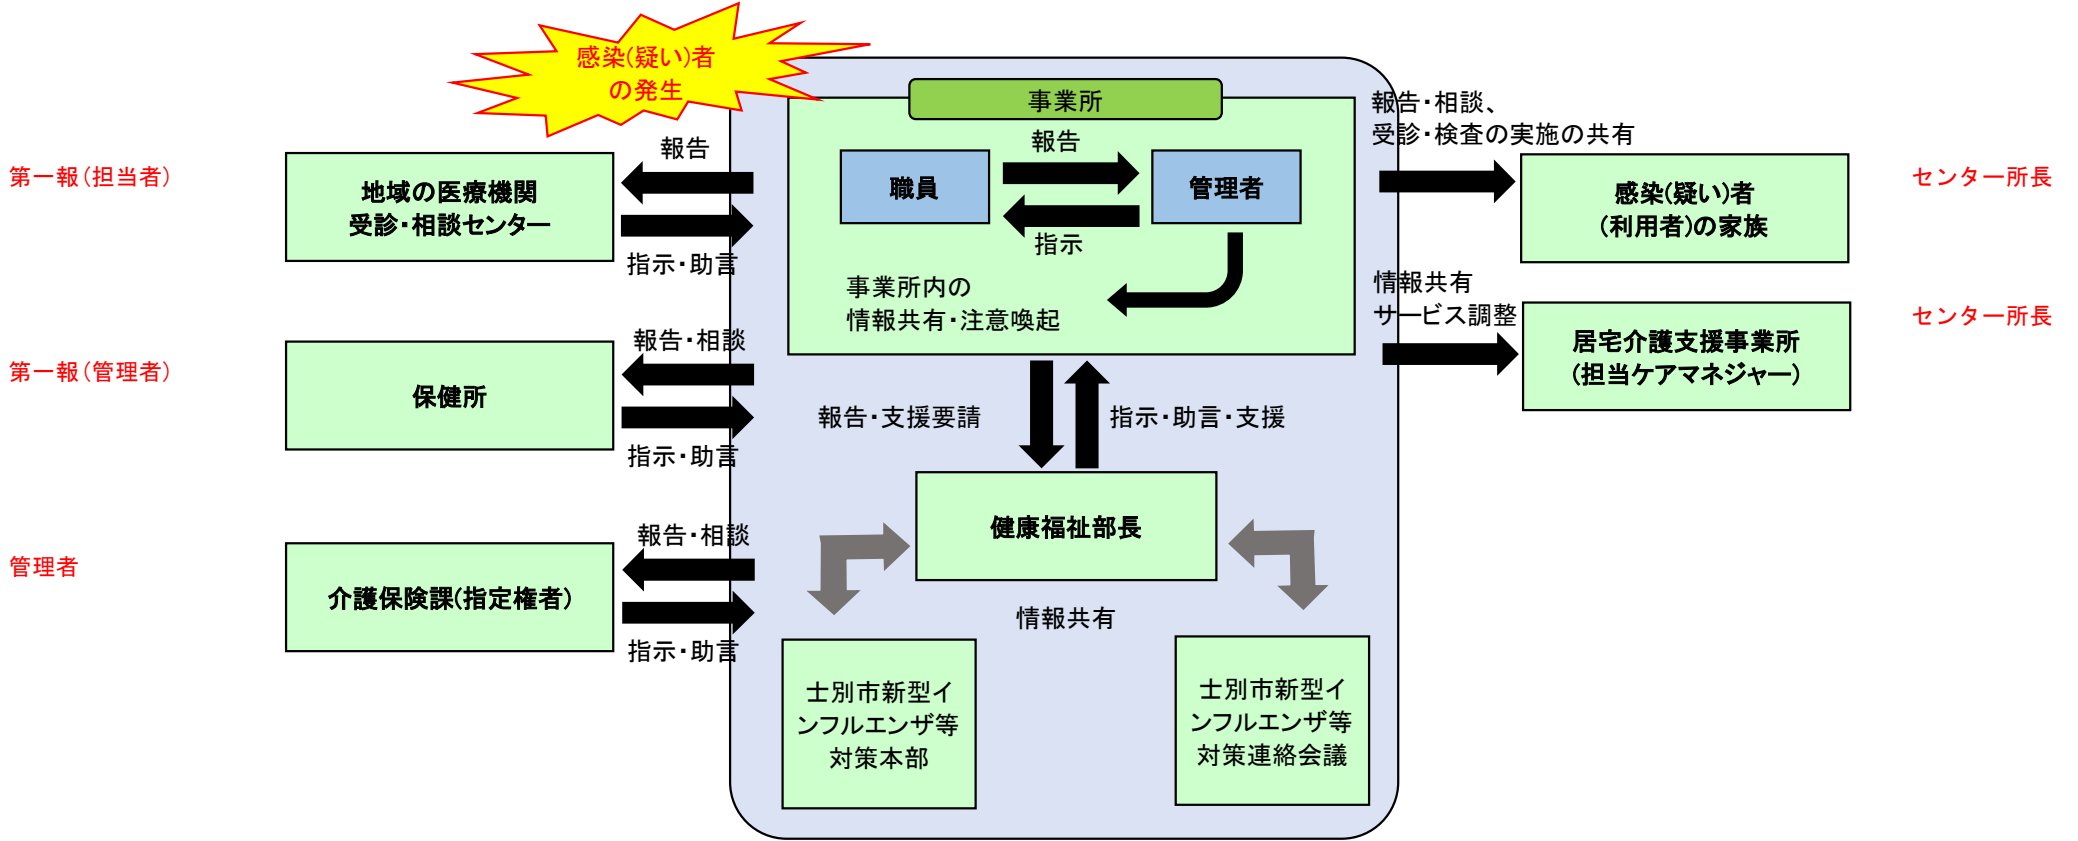 感染(疑い)者
の発生
事業所
報告
職員
管理者
指示
事業所内の
情報共有・注意喚起
第一報（担当者）
地域の医療機関
受診・相談センター
報告
指示・助言
第一報（管理者）
保健所
報告・相談
指示・助言
管理者
介護保険課(指定権者)
報告・相談
指示・助言
報告・相談、
受診・検査の実施の共有
感染(疑い)者
(利用者)の家族
センター所長
情報共有
サービス調整
居宅介護支援事業所
(担当ケアマネジャー)
センター所長
報告・支援要請
指示・助言・支援
健康福祉部長
情報共有
士別市新型イ
ンフルエンザ等
対策本部
士別市新型イ
ンフルエンザ等
対策連絡会議